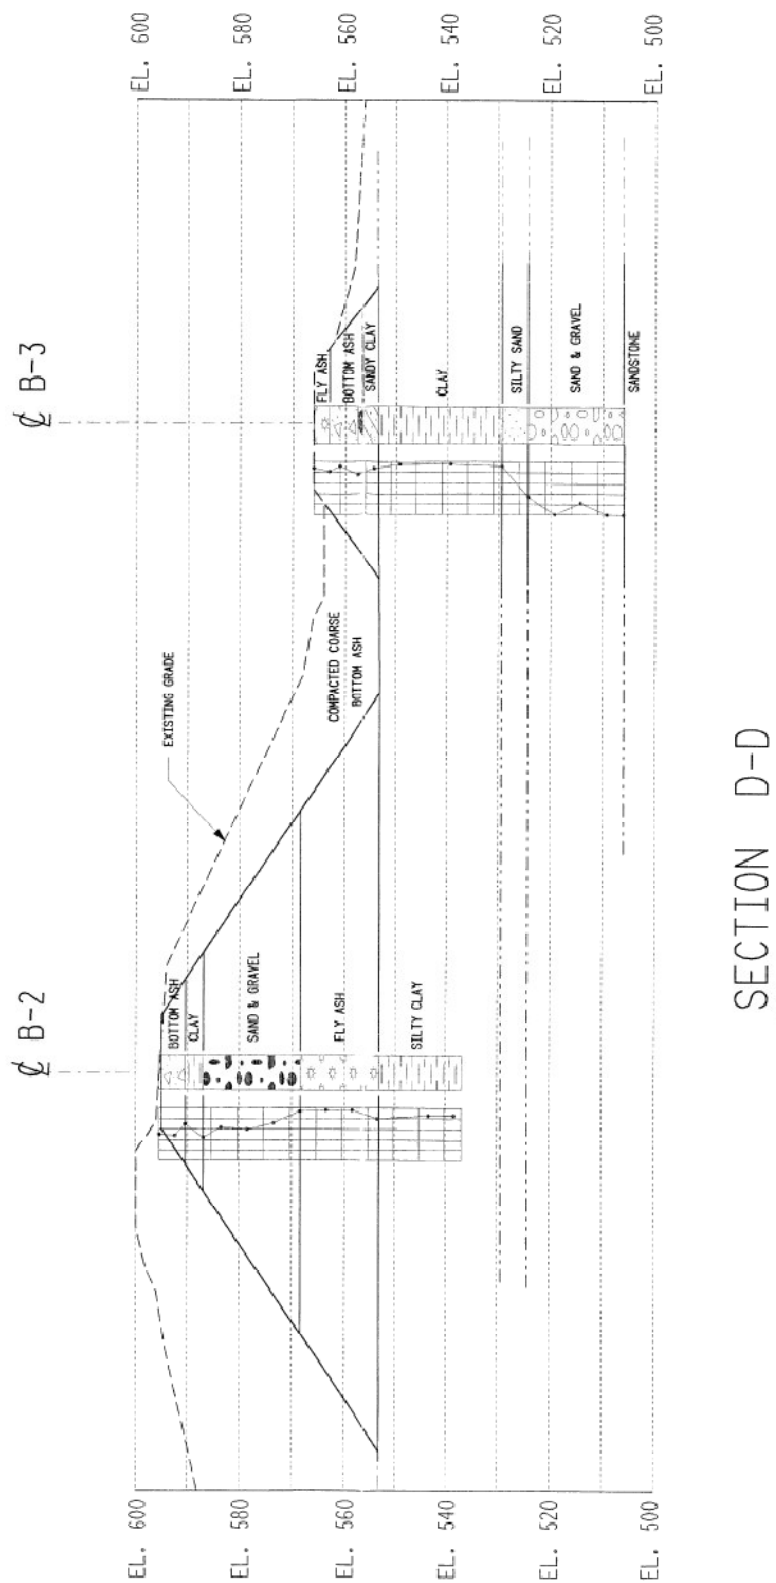 ℄ B-2
℄ B-3
EL. 600
EL. 580
EL. 560
EL. 540
EL. 520
EL. 500
EL. 600
EL. 580
EL. 560
EL. 540
EL. 520
EL. 500
EXISTING GRADE
COMPACTED COARSE
BOTTOM ASH
BOTTOM ASH
CLAY
SAND & GRAVEL
FLY ASH
SILTY CLAY
FLY ASH
BOTTOM ASH
SANDY CLAY
CLAY
SILTY SAND
SAND & GRAVEL
SANDSTONE
SECTION D-D